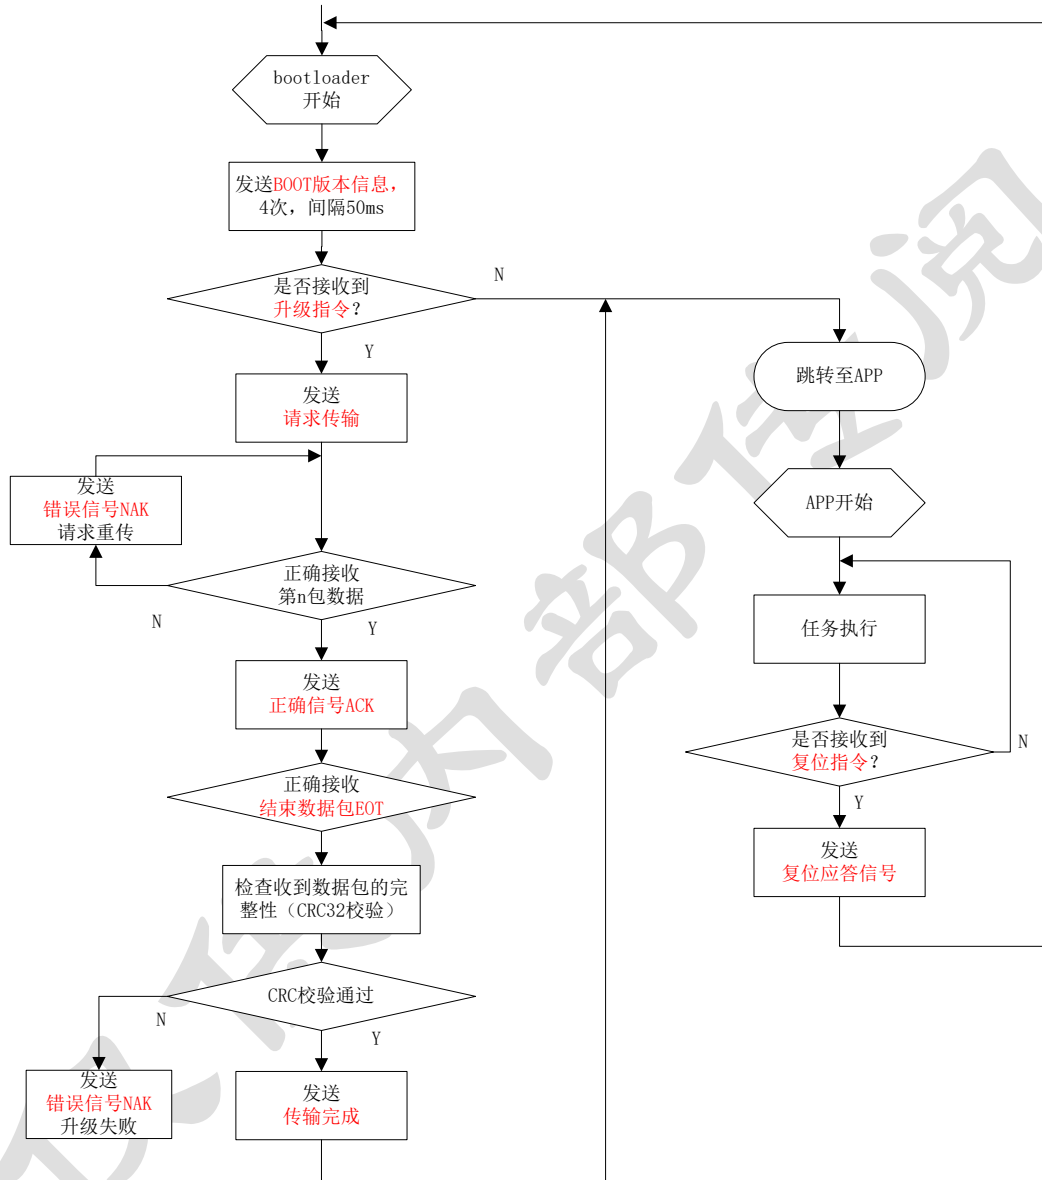 bootloader
开始
发送BOOT版本信息，
4次，间隔50ms
是否接收到
升级指令？
N
Y
发送
请求传输
发送
错误信号NAK
请求重传
正确接收
第n包数据
N
Y
发送
正确信号ACK
正确接收
结束数据包EOT
检查收到数据包的完
整性（CRC32校验）
CRC校验通过
N
Y
发送
错误信号NAK
升级失败
发送
传输完成
跳转至APP
APP开始
任务执行
是否接收到
复位指令？
N
Y
发送
复位应答信号
仅供内部传阅